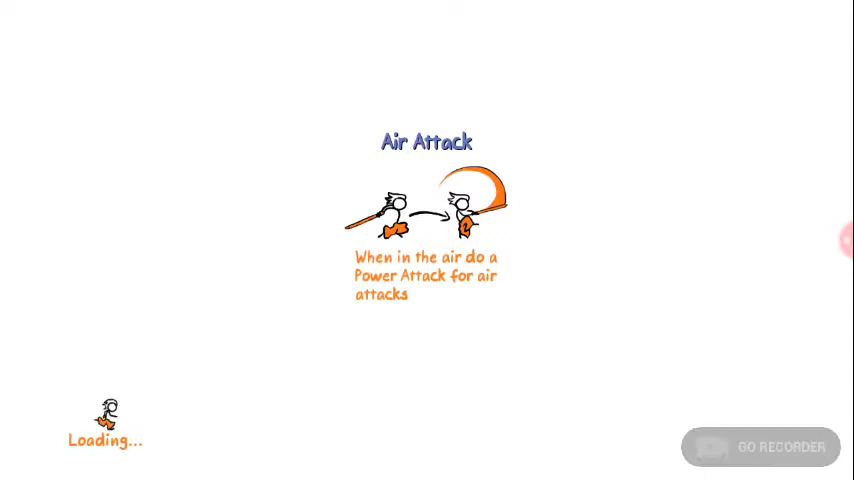 Air Attack
When in the air do a
Power Attack for air
attacks
Loading...
GO RECORDER